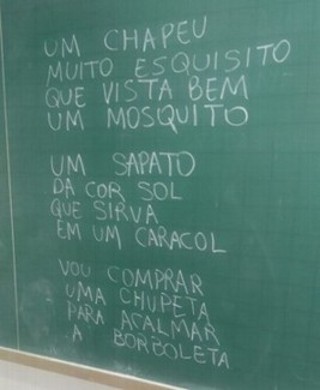 UM CHAPEU
MUITO ESQUISITO
QUE VISTA BEM
UM MOSQUITO
UM SAPATO
DA COR SOL
QUE SIRVA
EM UM CARACOL
VOU COMPRAR
UMA CHUPETA
PARA ACALMAR
A BORBOLETA